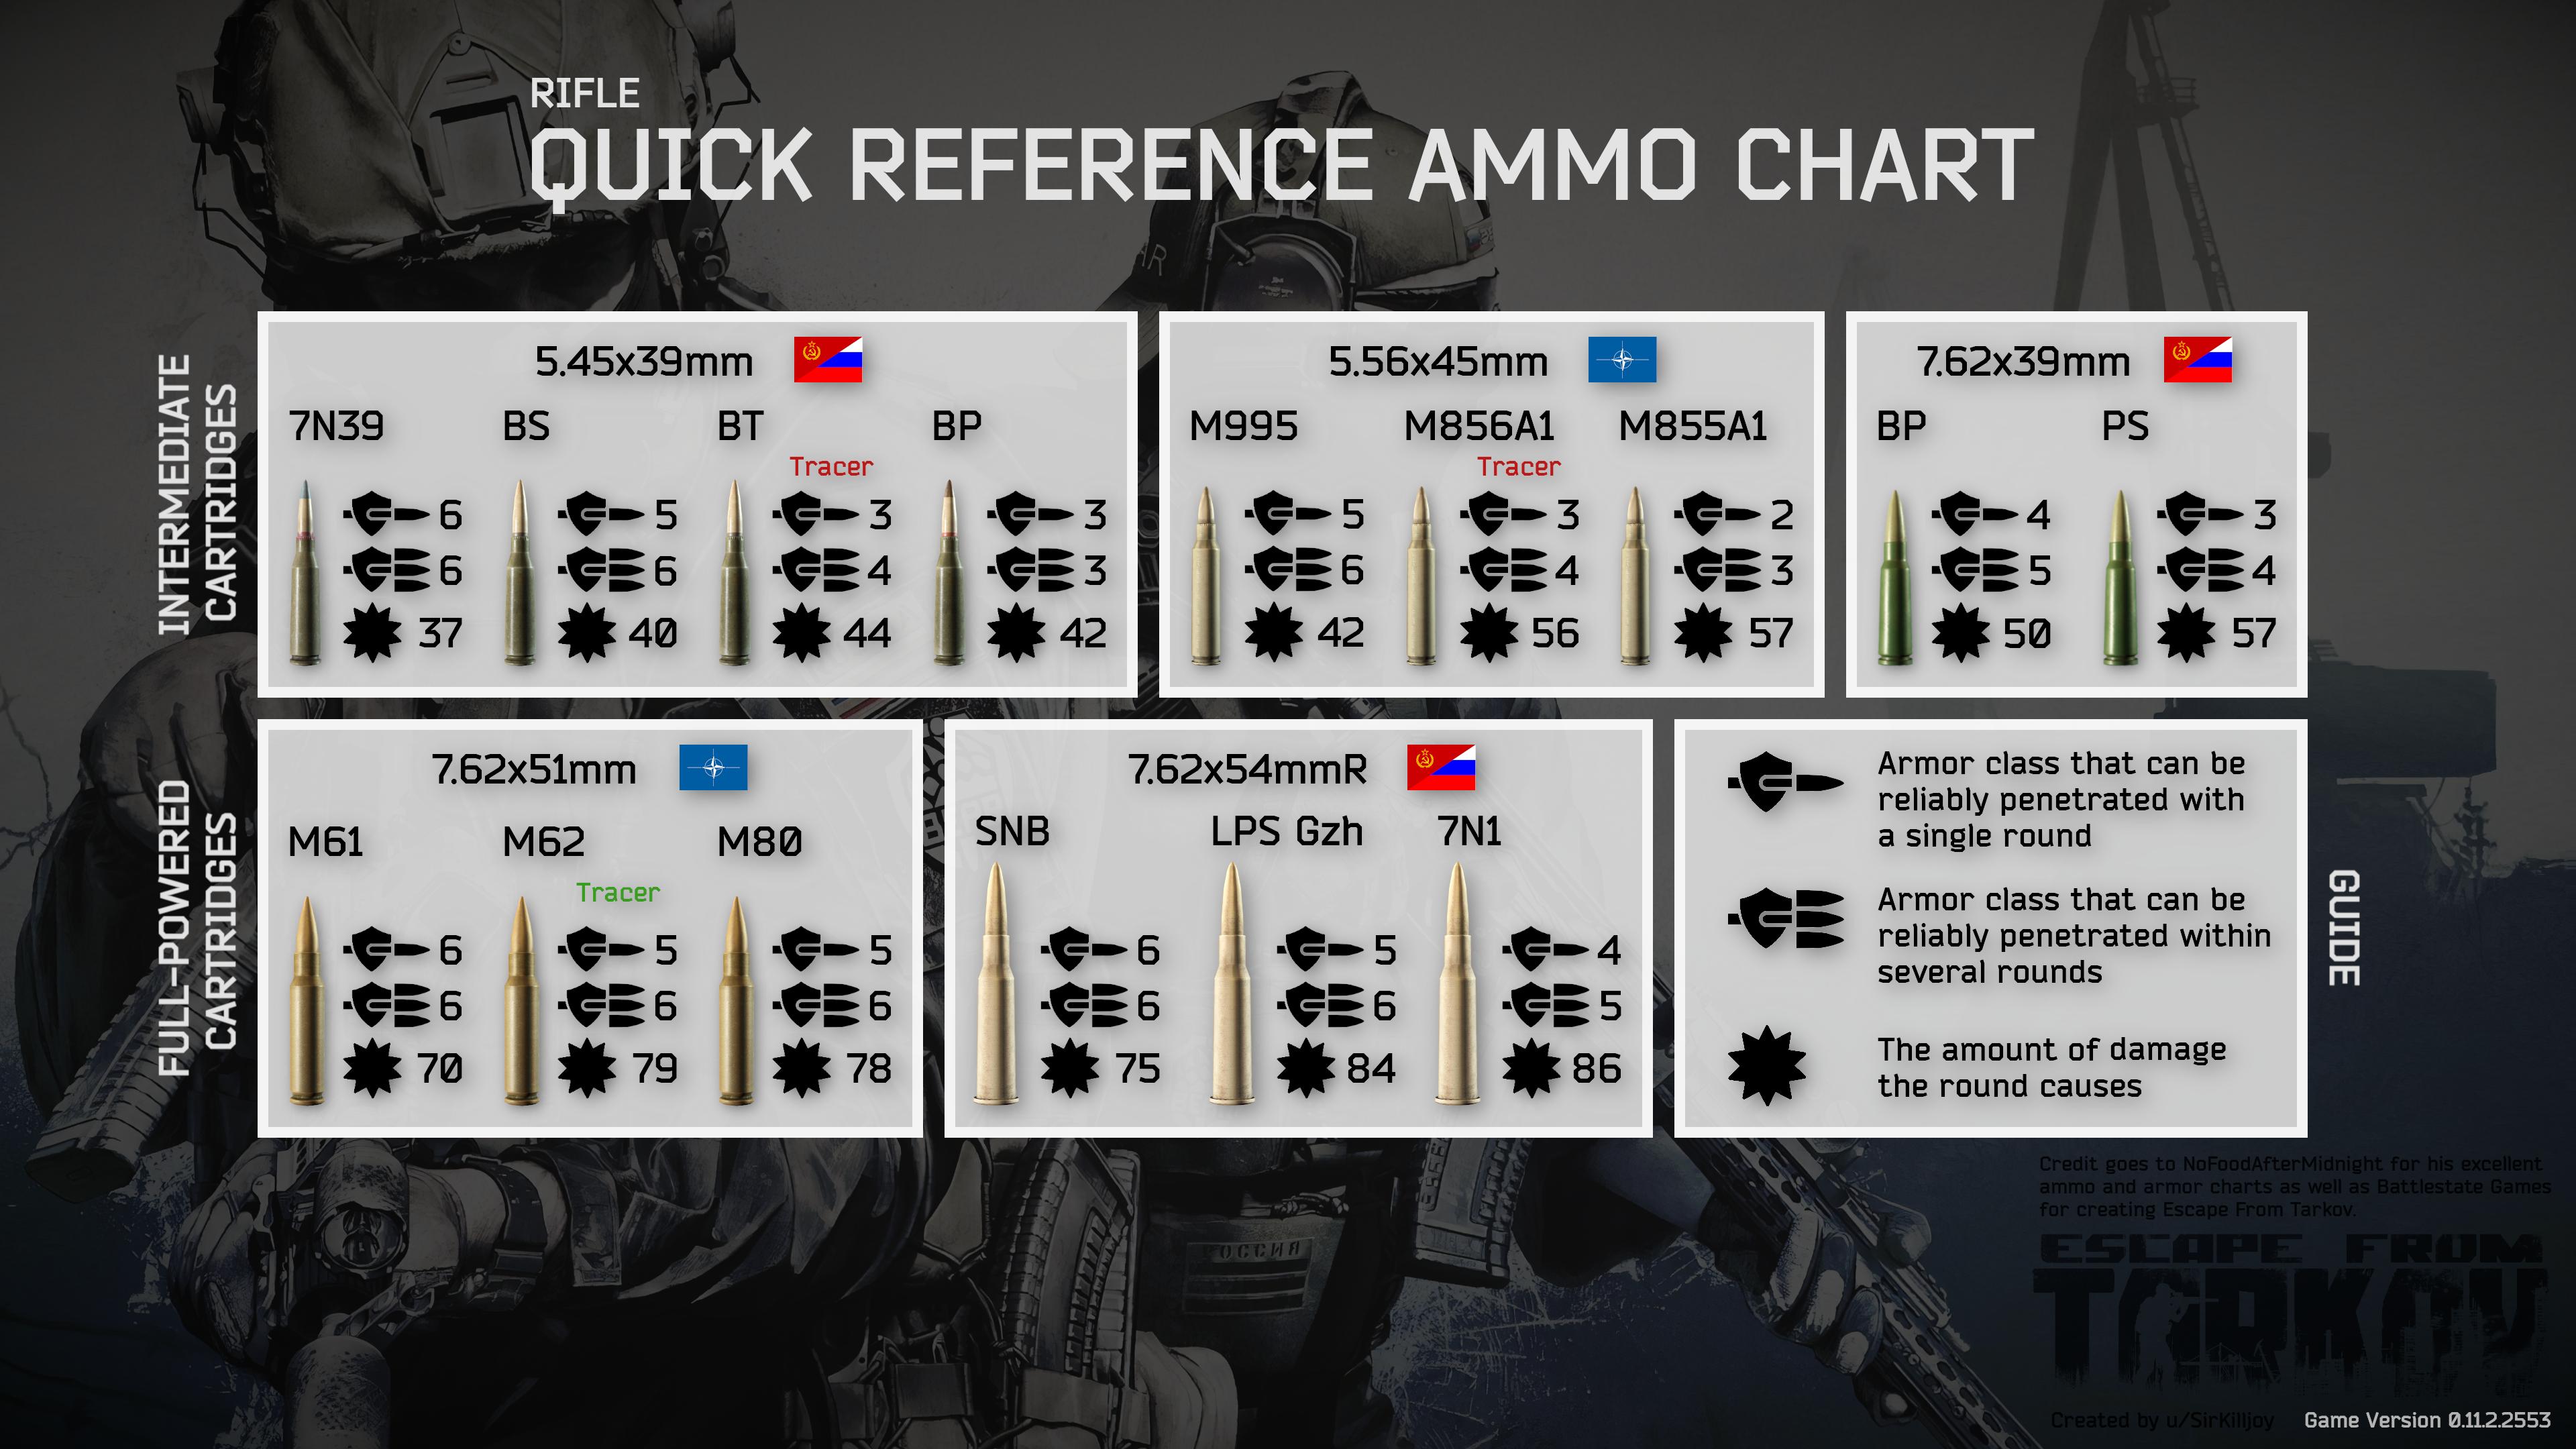 RIFLE
QUICK REFERENCE AMMO CHART
INTERMEDIATE
CARTRIDGES
5.45x39mm
7N39
6
6
37
BS
5
6
40
BT
Tracer
3
4
44
BP
3
3
42
5.56x45mm
M995
5
6
42
M856A1
Tracer
3
4
56
M855A1
2
3
57
7.62x39mm
BP
4
5
50
PS
3
4
57
FULL-POWERED
CARTRIDGES
7.62x51mm
M61
6
6
70
M62
Tracer
5
6
79
M80
5
6
78
7.62x54mmR
SNB
6
6
75
LPS Gzh
5
6
84
7N1
4
5
86
GUIDE
Armor class that can be
reliably penetrated with
a single round
Armor class that can be
reliably penetrated within
several rounds
The amount of damage
the round causes
AR
РОССИЯ
Credit goes to NoFoodAfterMidnight for his excellent
ammo and armor charts as well as Battlestate Games
for creating Escape From Tarkov.
ESCAPE FROM
TARKOV
Created by u/SirKilljoy
Game Version 0.11.2.2553